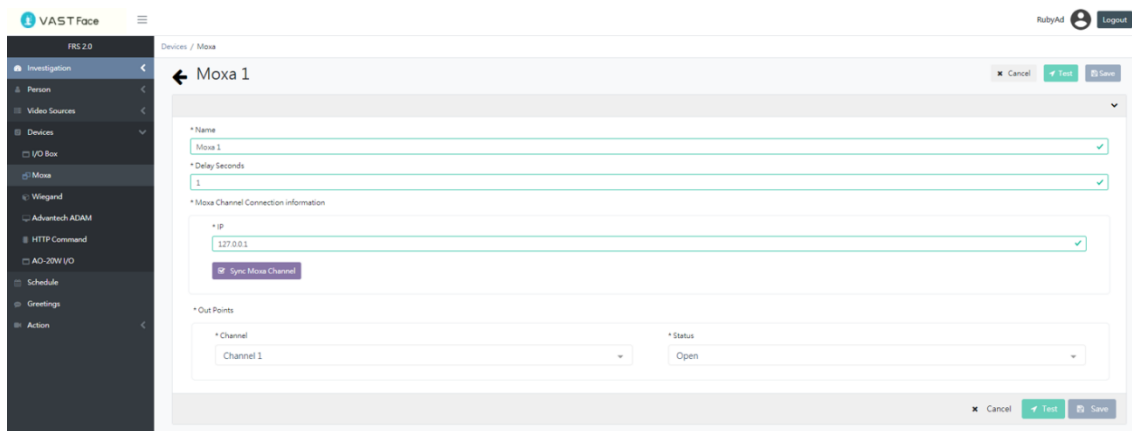 VAST Face
RubyAd
Logout
FRS 2.0
Investigation
Person
Video Sources
Devices
I/O Box
Moxa
Wiegand
Advantech ADAM
HTTP Command
AO-20W I/O
Schedule
Greetings
Action
Devices / Moxa
Moxa 1
Cancel
Test
Save
* Name
Moxa 1
* Delay Seconds
1
* Moxa Channel Connection information
* IP
127.0.0.1
Sync Moxa Channel
* Out Points
* Channel
* Status
Channel 1
Open
Cancel
Test
Save